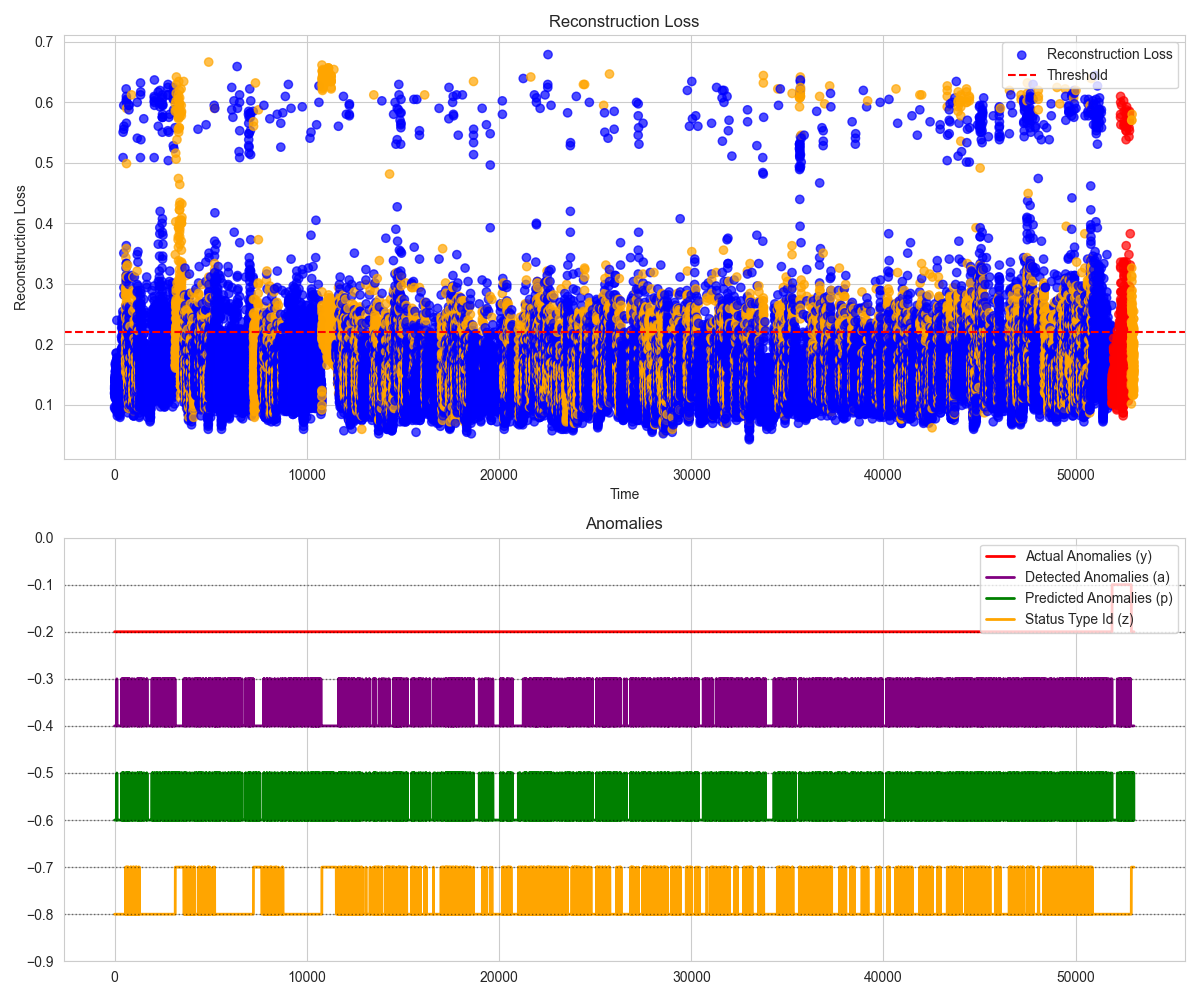 Reconstruction Loss
0.7
0.6
0.5
0.4
0.3
0.2
0.1
Reconstruction Loss
Reconstruction Loss
Threshold
0 10000 20000 30000 40000 50000
Time
Anomalies
0.0
−0.1
−0.2
−0.3
−0.4
−0.5
−0.6
−0.7
−0.8
−0.9
Actual Anomalies (y)
Detected Anomalies (a)
Predicted Anomalies (p)
Status Type Id (z)
0 10000 20000 30000 40000 50000